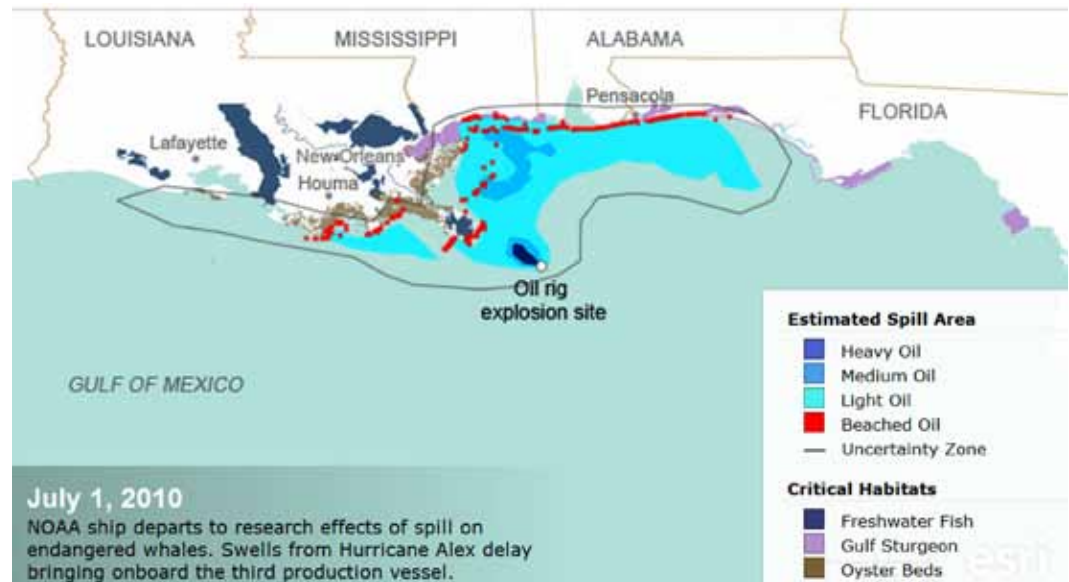 LOUISIANA
MISSISSIPPI
ALABAMA
Pensacola
FLORIDA
Lafayette
New Orleans
Houma
Oil rig
explosion site
GULF OF MEXICO
Estimated Spill Area
Heavy Oil
Medium Oil
Light Oil
Beached Oil
Uncertainty Zone
Critical Habitats
Freshwater Fish
Gulf Sturgeon
Oyster Beds
July 1, 2010
NOAA ship departs to research effects of spill on
endangered whales. Swells from Hurricane Alex delay
bringing onboard the third production vessel.
esri